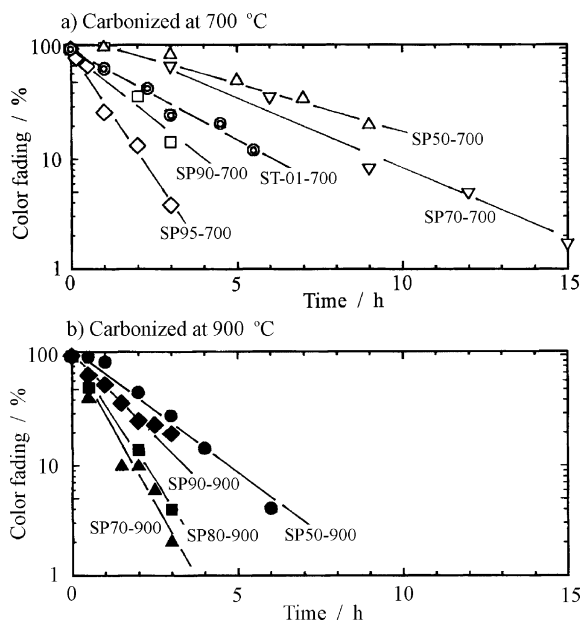 a) Carbonized at 700 °C
100
10
1
Color fading / %
SP50-700
SP90-700
ST-01-700
SP70-700
SP95-700
0
5
10
15
Time / h
b) Carbonized at 900 °C
100
10
1
Color fading / %
SP90-900
SP70-900
SP80-900
SP50-900
0
5
10
15
Time / h